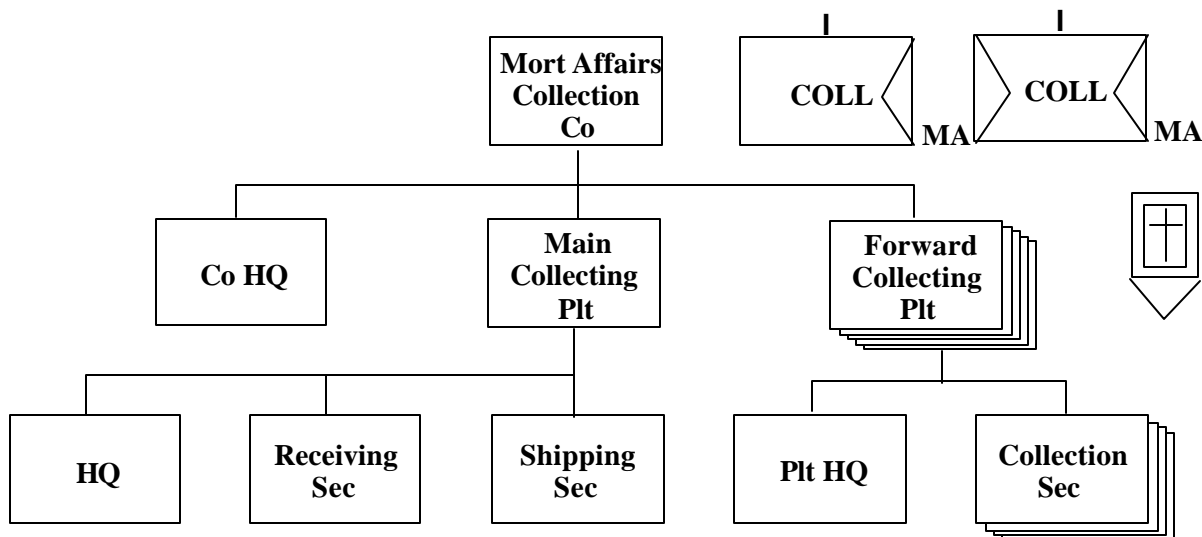 Mort Affairs
Collection
Co
COLL
MA
COLL
MA
Co HQ
Main
Collecting
Plt
Forward
Collecting
Plt
HQ
Receiving
Sec
Shipping
Sec
Plt HQ
Collection
Sec